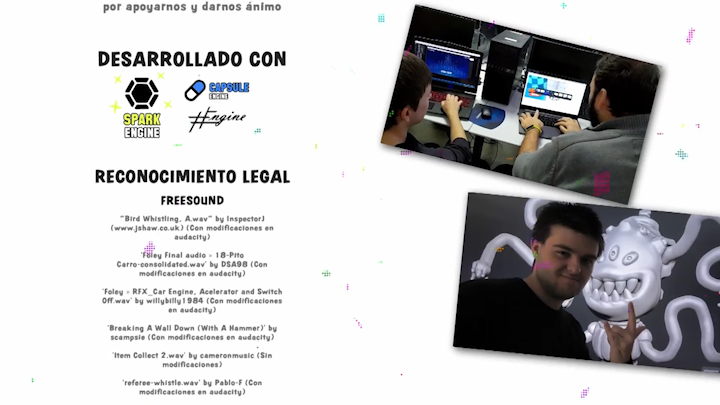 por apoyarnos y darnos ánimo
DESARROLLADO CON
SPARK
ENGINE
CAPSULE
ENGINE
#Engine
RECONOCIMIENTO LEGAL
FREESOUND
"Bird Whistling, A.wav" by InspectorJ
(www.jshaw.co.uk) (Con modificaciones en
audacity)
'Foley Final audio - 18-Pito
Carro-consolidated.wav' by DSA98 (Con
modificaciones en audacity)
'Foley - RFX_Car Engine, Acelerator and Switch
Off.wav' by willybilly1984 (Con modificaciones
en audacity)
'Breaking A Wall Down (With A Hammer)' by
scampsie (Con modificaciones en audacity)
'Item Collect 2.wav' by cameronmusic (Sin
modificaciones)
'referee-whistle.wav' by Pablo-F (Con
modificaciones en audacity)